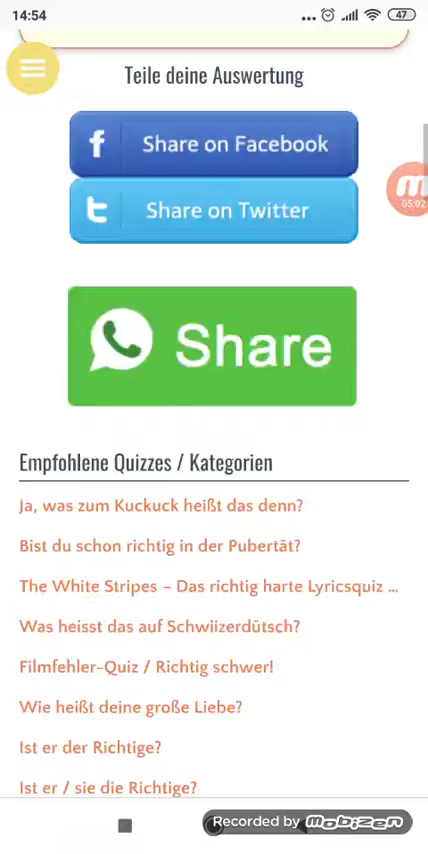 14:54
47
Teile deine Auswertung
f Share on Facebook
t Share on Twitter
05:02
Share
Empfohlene Quizzes / Kategorien
Ja, was zum Kuckuck heißt das denn?
Bist du schon richtig in der Pubertät?
The White Stripes – Das richtig harte Lyricsquiz ...
Was heisst das auf Schwiizerdütsch?
Filmfehler-Quiz / Richtig schwer!
Wie heißt deine große Liebe?
Ist er der Richtige?
Ist er / sie die Richtige?
Recorded by mobizen